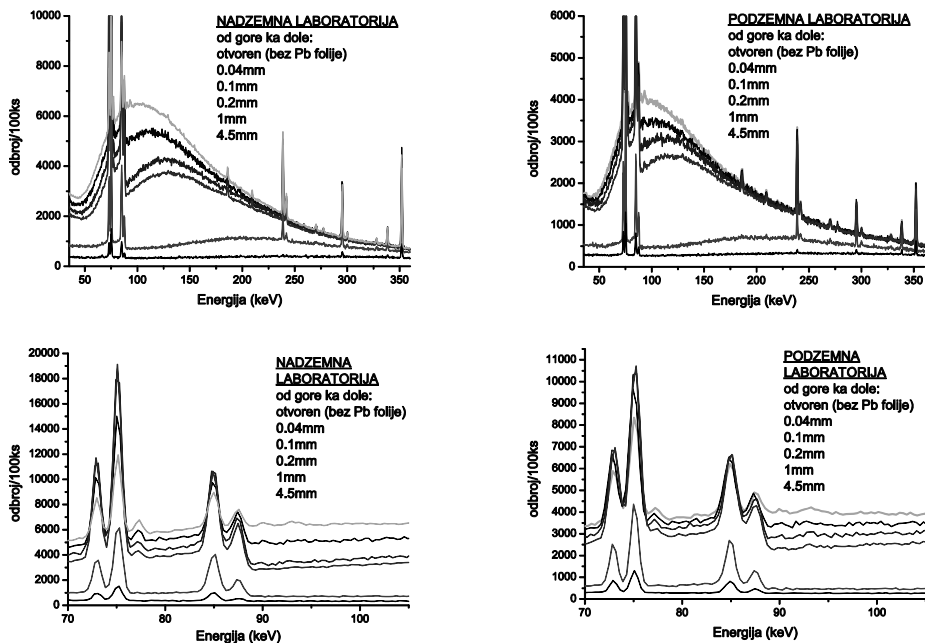 NADZEMNA LABORATORIJA
od gore ka dole:
otvoren (bez Pb folije)
0.04mm
0.1mm
0.2mm
1mm
4.5mm
10000
8000
6000
4000
2000
0
odbroj/100ks
50 100 150 200 250 300 350
Energija (keV)
PODZEMNA LABORATORIJA
od gore ka dole:
otvoren (bez Pb folije)
0.04mm
0.1mm
0.2mm
1mm
4.5mm
6000
5000
4000
3000
2000
1000
0
odbroj/100ks
50 100 150 200 250 300 350
Energija (keV)
NADZEMNA
LABORATORIJA
od gore ka dole:
otvoren (bez Pb folije)
0.04mm
0.1mm
0.2mm
1mm
4.5mm
20000
18000
16000
14000
12000
10000
8000
6000
4000
2000
0
odbroj/100ks
70 80 90 100
Energija (keV)
PODZEMNA
LABORATORIJA
od gore ka dole:
otvoren (bez Pb folije)
0.04mm
0.1mm
0.2mm
1mm
4.5mm
11000
10000
9000
8000
7000
6000
5000
4000
3000
2000
1000
0
odbroj/100ks
70 80 90 100
Energija (keV)